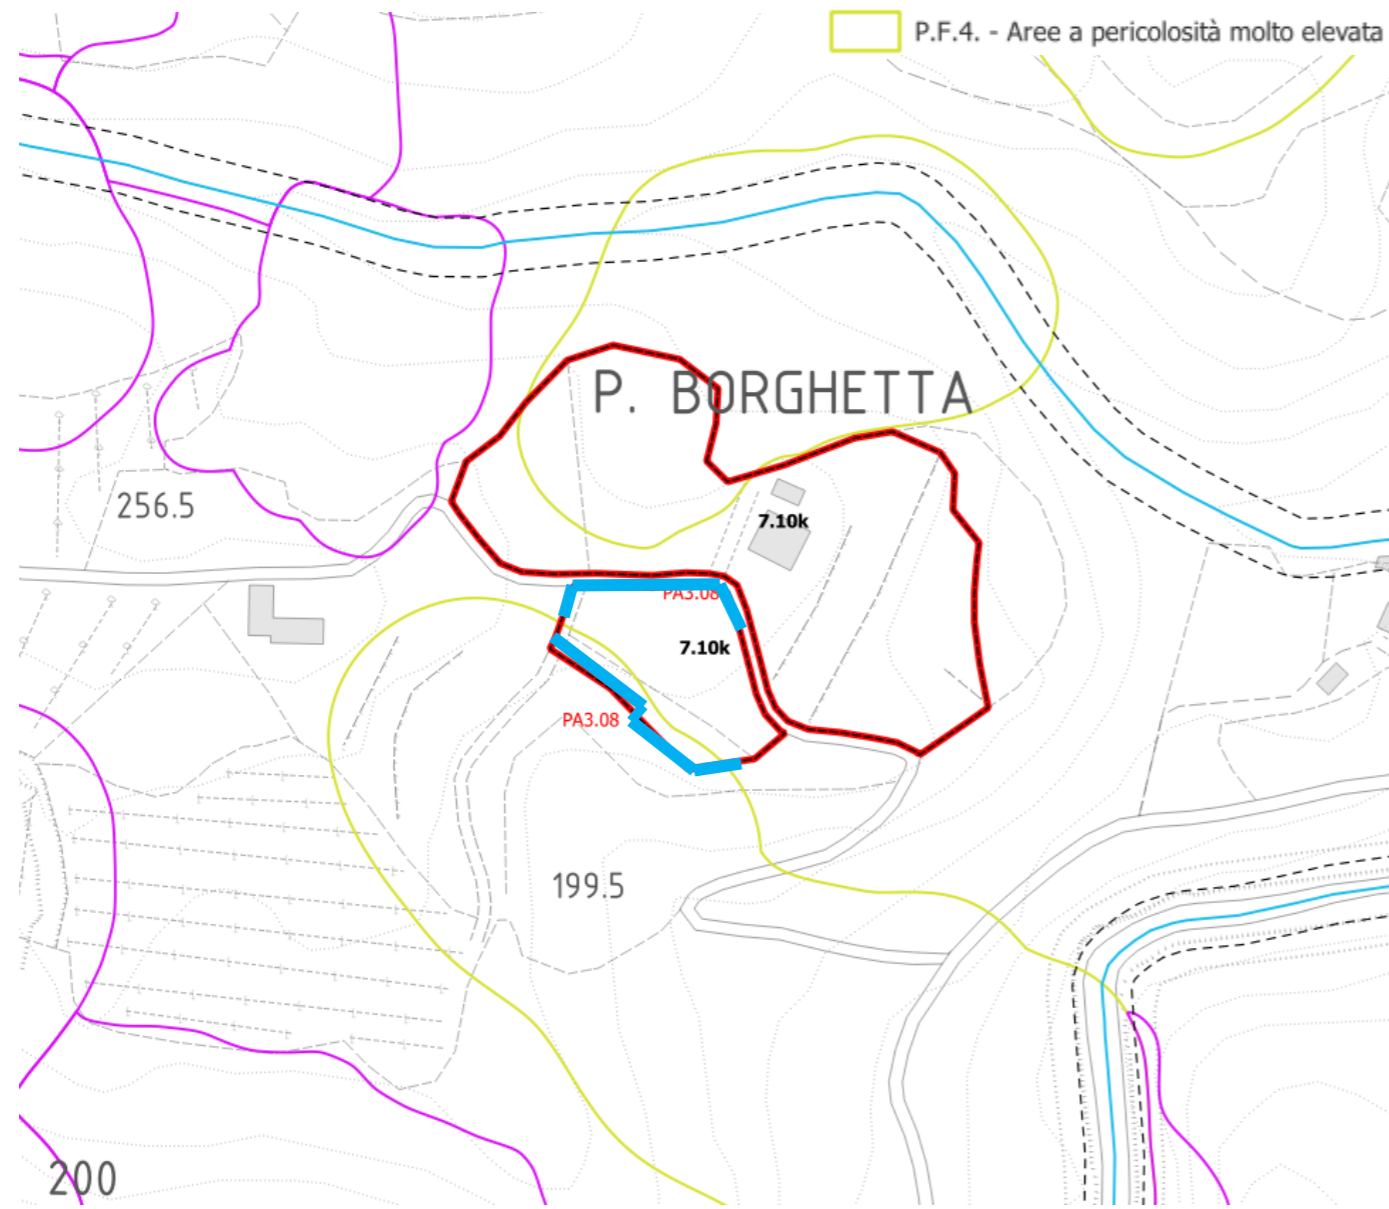 P.F.4. - Aree a pericolosità molto elevata
P. BORGHETTA
256.5
7.10k
PA3.08
7.10k
PA3.08
199.5
200